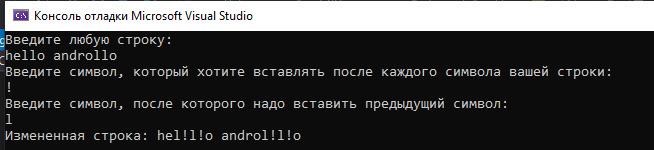 Консоль отладки Microsoft Visual Studio
Введите любую строку:
hello androllo
Введите символ, который хотите вставлять после каждого символа вашей строки:
!
Введите символ, после которого надо вставить предыдущий символ:
l
Измененная строка: hel!l!o androl!l!o